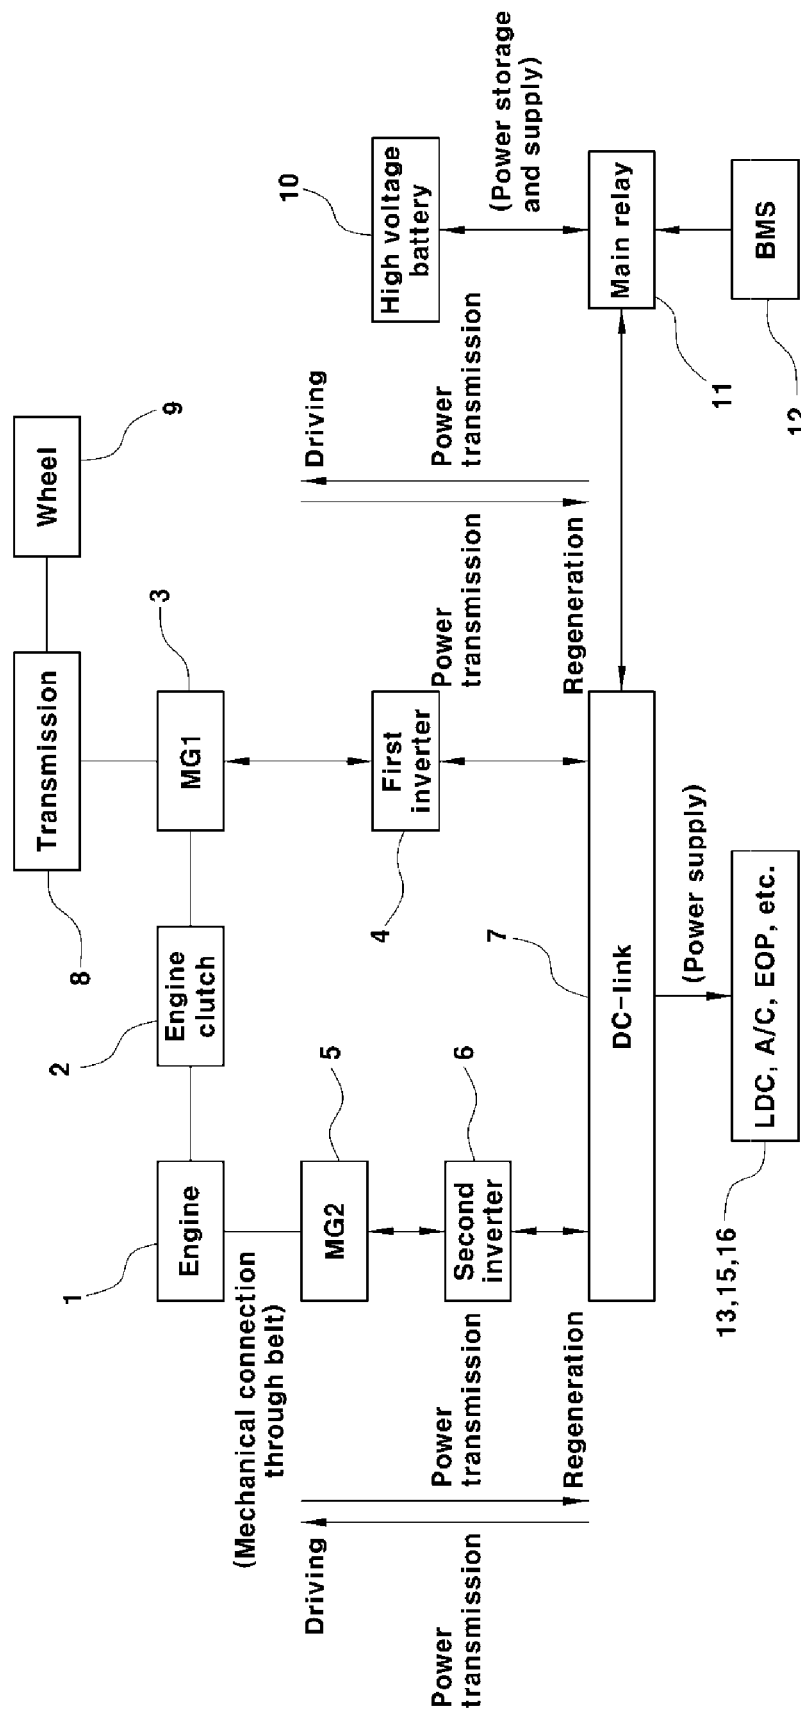 Transmission
Wheel
8
9
1
Engine
2
Engine
clutch
MG1
3
(Mechanical connection
through belt)
MG2
5
Driving
Driving
First
inverter
4
High voltage
battery
10
Power
transmission
Power
transmission
Second
inverter
6
Power
transmission
Power
transmission
(Power storage
and supply)
Regeneration
Regeneration
7
DC-link
Main relay
11
(Power supply)
13,15,16
LDC, A/C, EOP, etc.
BMS
12